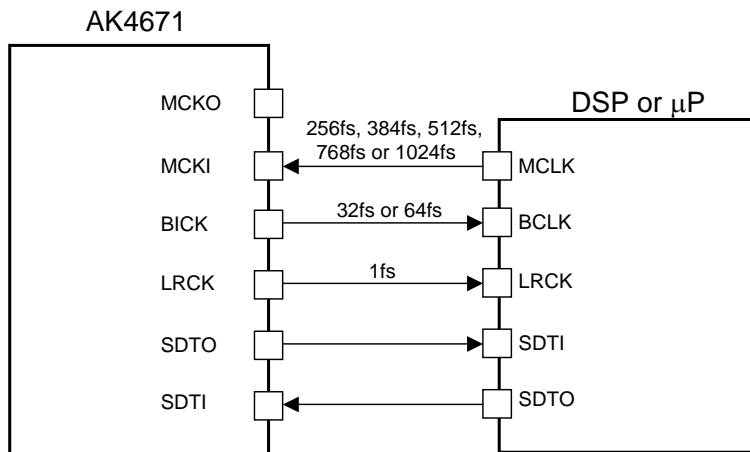 AK4671
DSP or μP
MCKO
256fs, 384fs, 512fs,
768fs or 1024fs
MCKI
MCLK
BICK
32fs or 64fs
BCLK
LRCK
1fs
LRCK
SDTO
SDTI
SDTI
SDTO